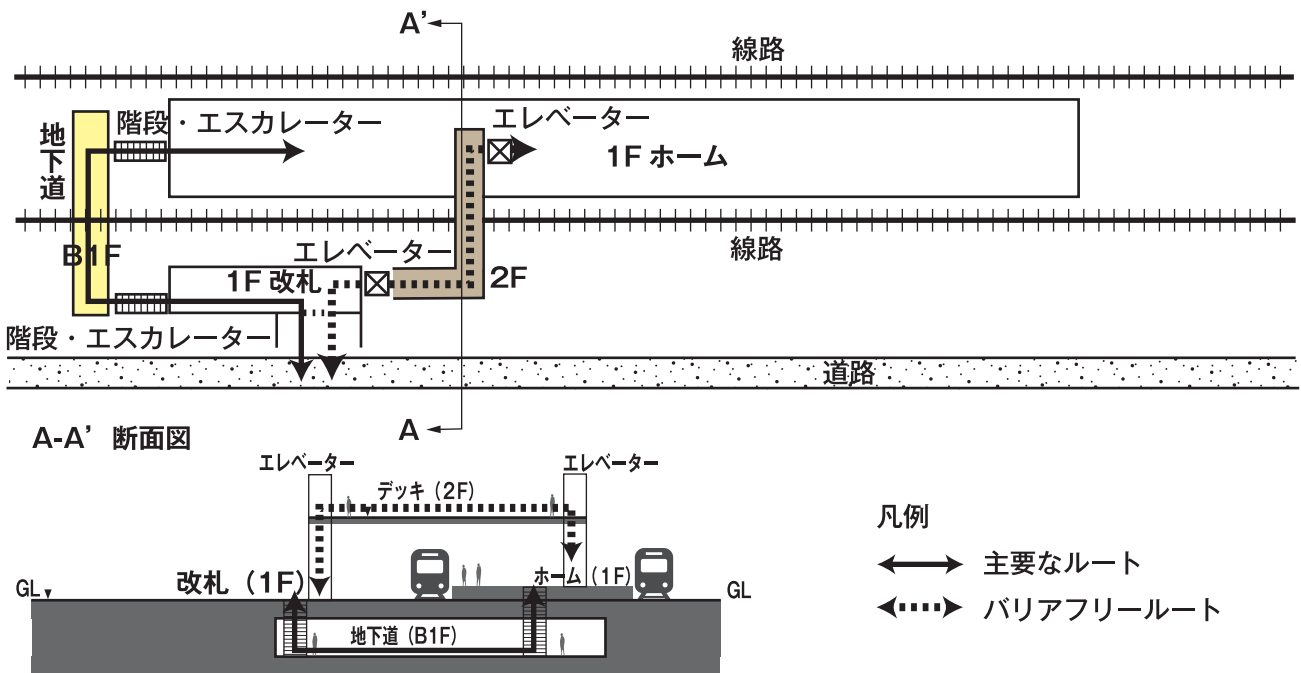 A’
線路
階段・エスカレーター
エレベーター
地下道
1F ホーム
B1F
エレベーター
線路
1F 改札
2F
階段・エスカレーター
道路
A
A-A’ 断面図
エレベーター
エレベーター
デッキ（2F）
凡例
主要なルート
改札（1F）
ホーム（1F）
GL
GL
バリアフリールート
地下道（B1F）